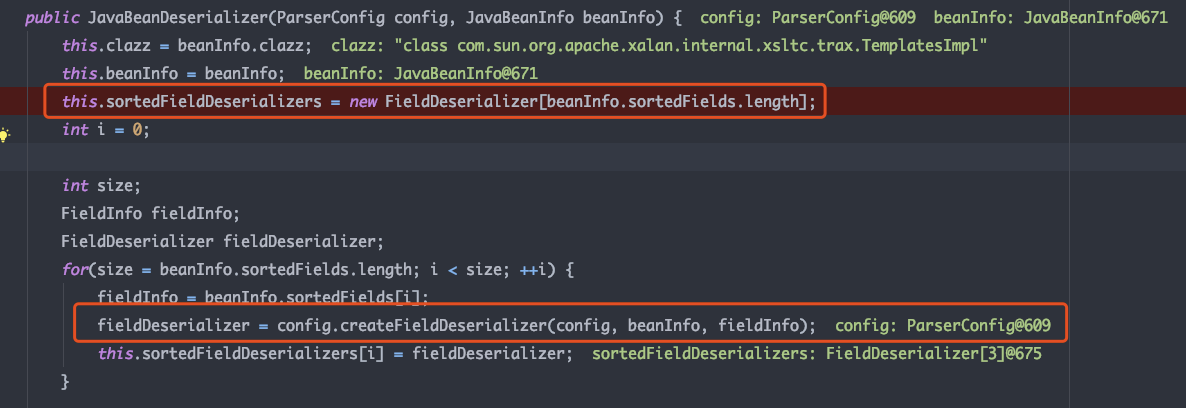 public JavaBeanDeserializer(ParserConfig config, JavaBeanInfo beanInfo) {  config: ParserConfig@609  beanInfo: JavaBeanInfo@671
this.clazz = beanInfo.clazz;  clazz: "class com.sun.org.apache.xalan.internal.xsltc.trax.TemplatesImpl"
this.beanInfo = beanInfo;  beanInfo: JavaBeanInfo@671
this.sortedFieldDeserializers = new FieldDeserializer[beanInfo.sortedFields.length];
int i = 0;
int size;
FieldInfo fieldInfo;
FieldDeserializer fieldDeserializer;
for(size = beanInfo.sortedFields.length; i < size; ++i) {
fieldInfo = beanInfo.sortedFields[i];
fieldDeserializer = config.createFieldDeserializer(config, beanInfo, fieldInfo);  config: ParserConfig@609
this.sortedFieldDeserializers[i] = fieldDeserializer;  sortedFieldDeserializers: FieldDeserializer[3]@675
}